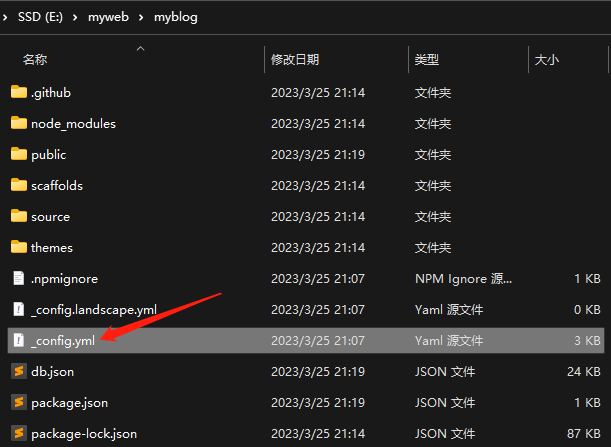 › SSD (E:) › myweb › myblog
名称 修改日期 类型 大小
.github 2023/3/25 21:14 文件夹
node_modules 2023/3/25 21:14 文件夹
public 2023/3/25 21:19 文件夹
scaffolds 2023/3/25 21:14 文件夹
source 2023/3/25 21:14 文件夹
themes 2023/3/25 21:14 文件夹
.npmignore 2023/3/25 21:07 NPM Ignore 源... 1 KB
_config.landscape.yml 2023/3/25 21:07 Yaml 源文件 0 KB
_config.yml 2023/3/25 21:07 Yaml 源文件 3 KB
db.json 2023/3/25 21:19 JSON 文件 24 KB
package.json 2023/3/25 21:19 JSON 文件 1 KB
package-lock.json 2023/3/25 21:14 JSON 文件 87 KB